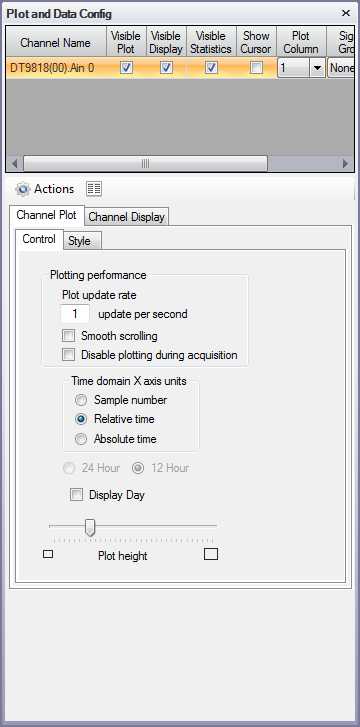 Plot and Data Config
Channel Name Visible Plot Visible Display Visible Statistics Show Cursor Plot Column Sig Gro
DT9818(00).Ain 0 1 None
Actions
Channel Plot Channel Display
Control Style
Plotting performance
Plot update rate
1 update per second
Smooth scrolling
Disable plotting during acquisition
Time domain X axis units
Sample number
Relative time
Absolute time
24 Hour 12 Hour
Display Day
Plot height